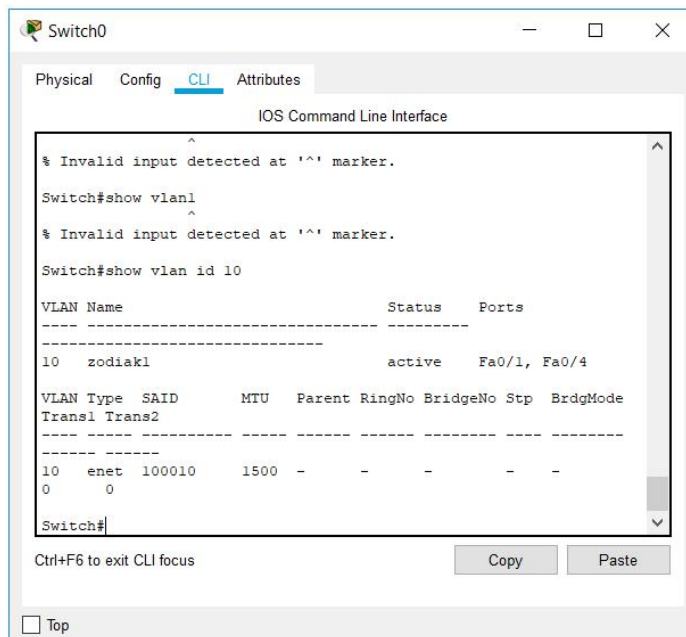 Switch0
Physical Config CLI Attributes
IOS Command Line Interface
^
% Invalid input detected at '^' marker.
Switch#show vlan1
^
% Invalid input detected at '^' marker.
Switch#show vlan id 10
VLAN Name Status Ports
---- -------------------------------- ---------
-------------------------------
10 zodiak1 active Fa0/1, Fa0/4
VLAN Type SAID MTU Parent RingNo BridgeNo Stp BrdgMode
Trans1 Trans2
---- ----- ---------- ----- ------ ------ -------- ---- --------
------ ------
10 enet 100010 1500 - - - - -
0 0
Switch#
Ctrl+F6 to exit CLI focus
Copy Paste
Top